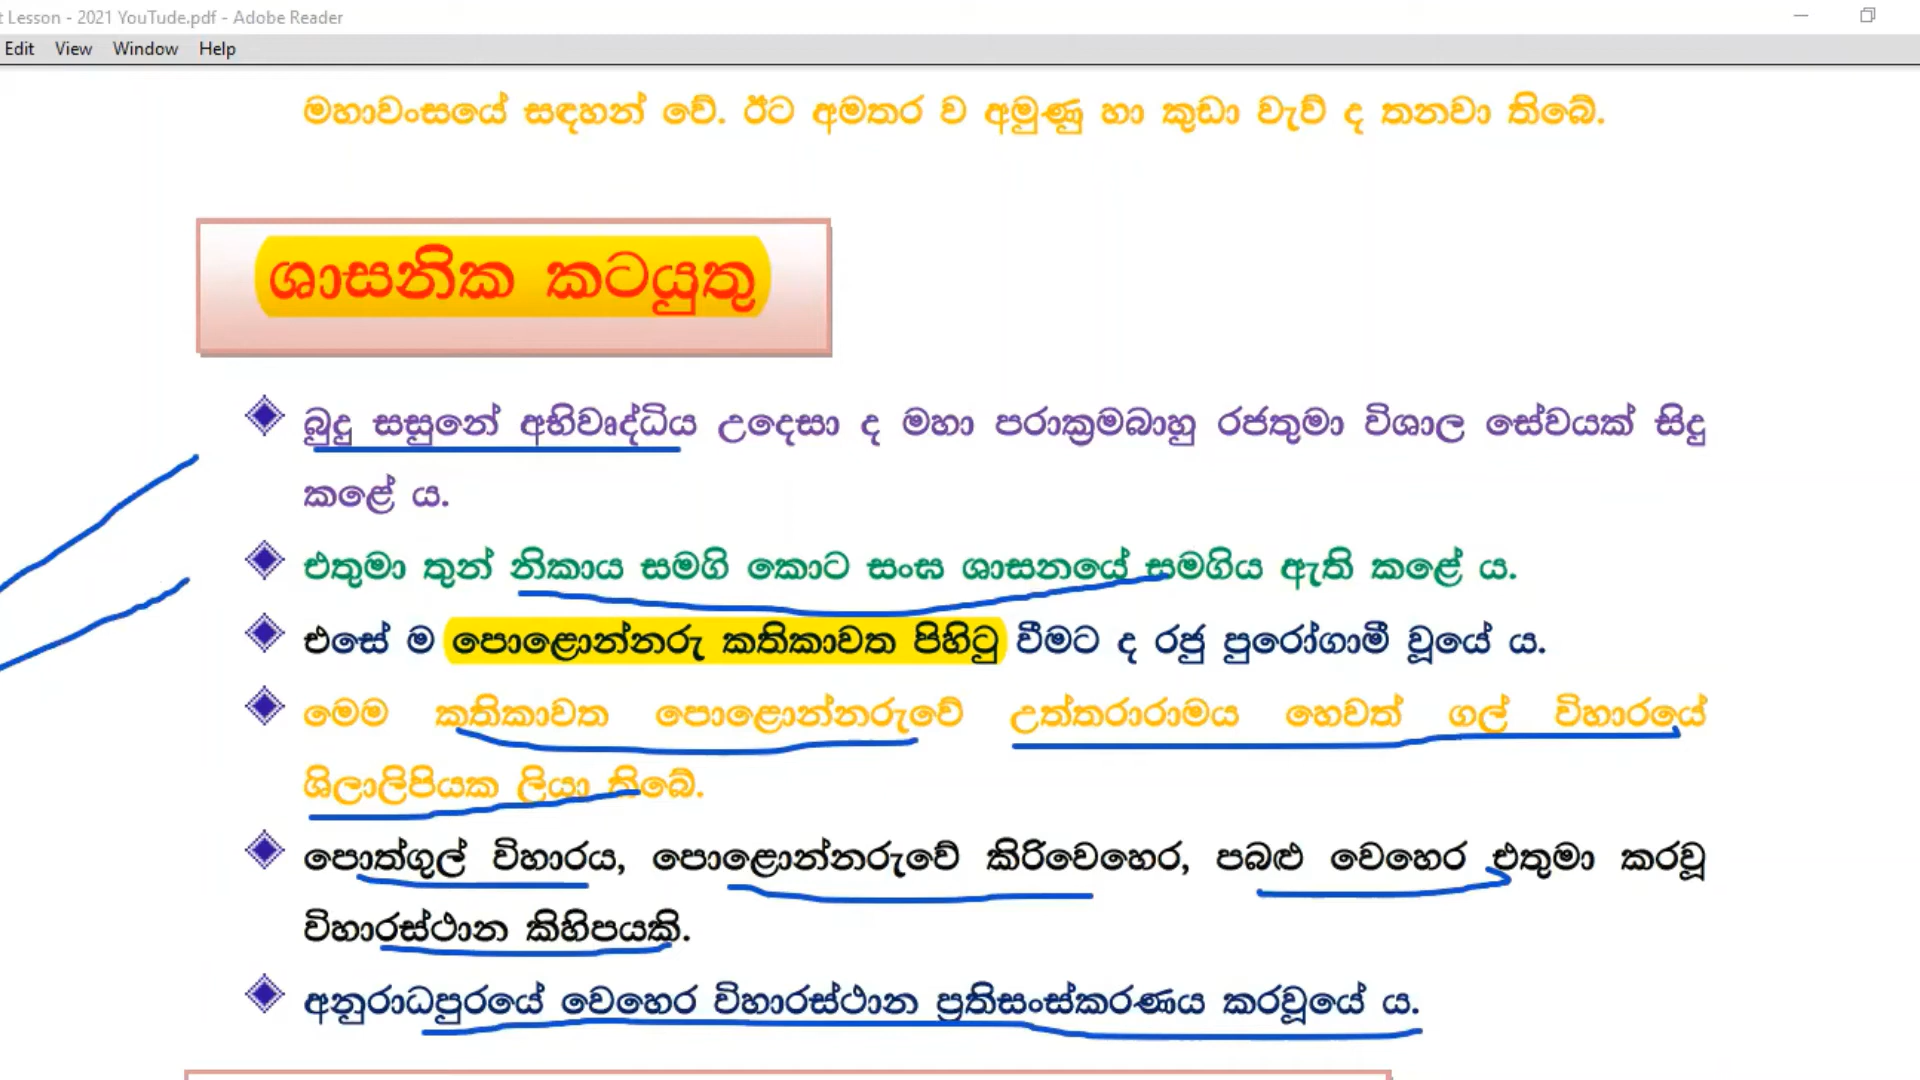 t Lesson - 2021 YouTude.pdf - Adobe Reader
Edit View Window Help
මහාවංසයේ සඳහන් වේ. ඊට අමතර ව අමුණු හා කුඩා වැව් ද තනවා තිබේ.
ශාසනික කටයුතු
බුදු සසුනේ අභිවෘද්ධිය උදෙසා ද මහා පරාක්‍රමබාහු රජතුමා විශාල සේවයක් සිදු
කළේ ය.
එතුමා තුන් නිකාය සමගි කොට සංඝ ශාසනයේ සමගිය ඇති කළේ ය.
එසේ ම පොළොන්නරු කතිකාවත පිහිටු වීමට ද රජු පුරෝගාමී වූයේ ය.
මෙම කතිකාවත පොළොන්නරුවේ උත්තරාරාමය හෙවත් ගල් විහාරයේ
ශිලාලිපියක ලියා තිබේ.
පොත්ගුල් විහාරය, පොළොන්නරුවේ කිරිවෙහෙර, පබළු වෙහෙර එතුමා කරවූ
විහාරස්ථාන කිහිපයකි.
අනුරාධපුරයේ වෙහෙර විහාරස්ථාන ප්‍රතිසංස්කරණය කරවූයේ ය.